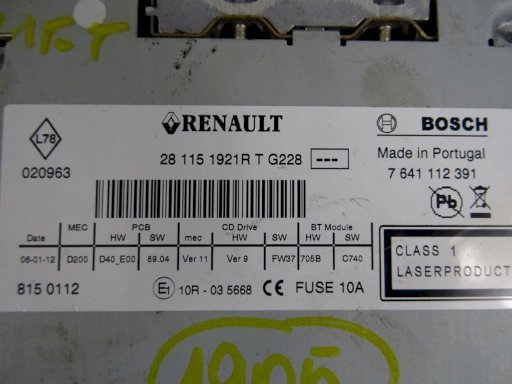 L78
RENAULT
BOSCH
020963
28 115 1921R T G228 ---
Made in Portugal
7 641 112 391
Pb
MEC PCB CD Drive BT Module
Date HW SW mec HW SW HW SW
06-01-12 D200 D40_E00 89.04 Ver 11 Ver 9 FW37 705B C740
CLASS 1
LASERPRODUCT
815 0112
E1 10R - 03 5668 CE FUSE 10A